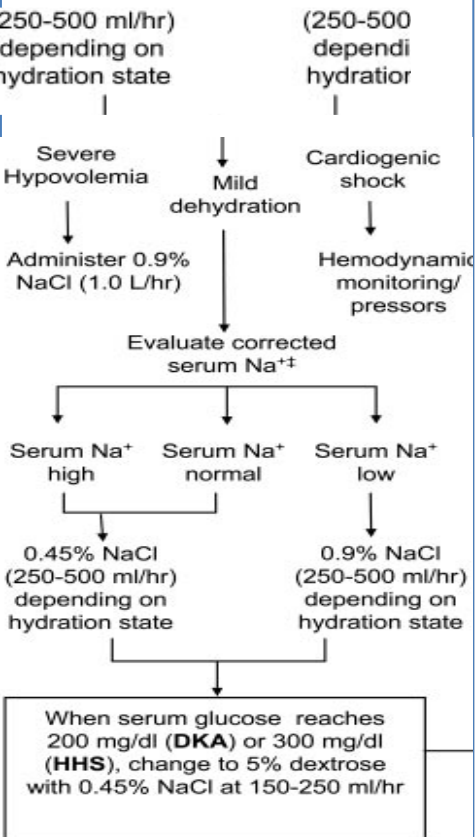 250-500 ml/hr)
depending on
hydration state
(250-500
dependi
hydration
Severe
Hypovolemia
Mild
dehydration
Cardiogenic
shock
Administer 0.9%
NaCl (1.0 L/hr)
Hemodynamic
monitoring/
pressors
Evaluate corrected
serum Na⁺‡
Serum Na⁺
high
Serum Na⁺
normal
Serum Na⁺
low
0.45% NaCl
(250-500 ml/hr)
depending on
hydration state
0.9% NaCl
(250-500 ml/hr)
depending on
hydration state
When serum glucose reaches
200 mg/dl (DKA) or 300 mg/dl
(HHS), change to 5% dextrose
with 0.45% NaCl at 150-250 ml/hr